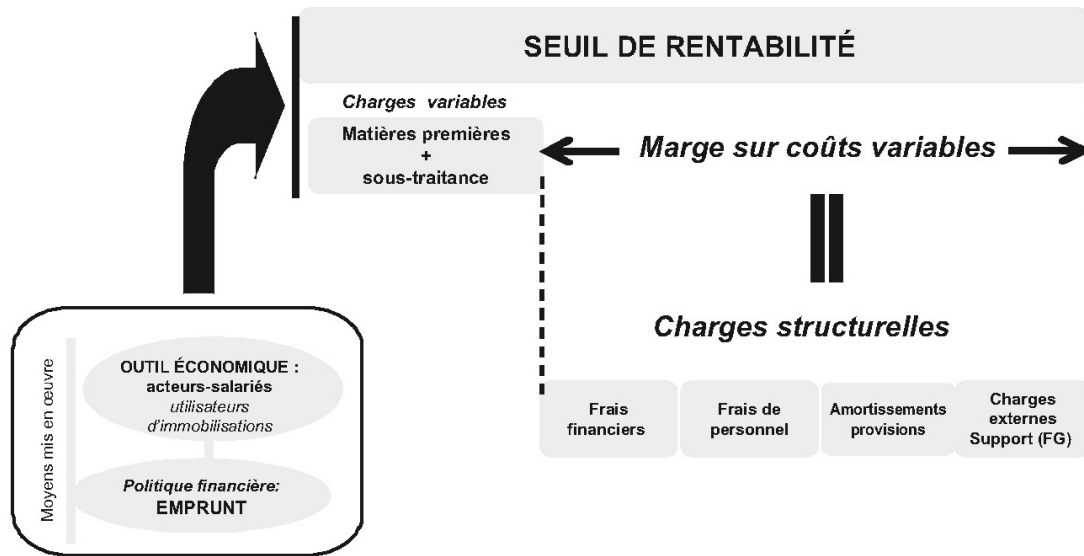 SEUIL DE RENTABILITÉ
Charges variables
Matières premières
+
sous-traitance
Marge sur coûts variables
Charges structurelles
Frais
financiers
Frais de
personnel
Amortissements
provisions
Charges
externes
Support (FG)
Moyens mis en œuvre
OUTIL ÉCONOMIQUE :
acteurs-salariés
utilisateurs
d'immobilisations
Politique financière:
EMPRUNT